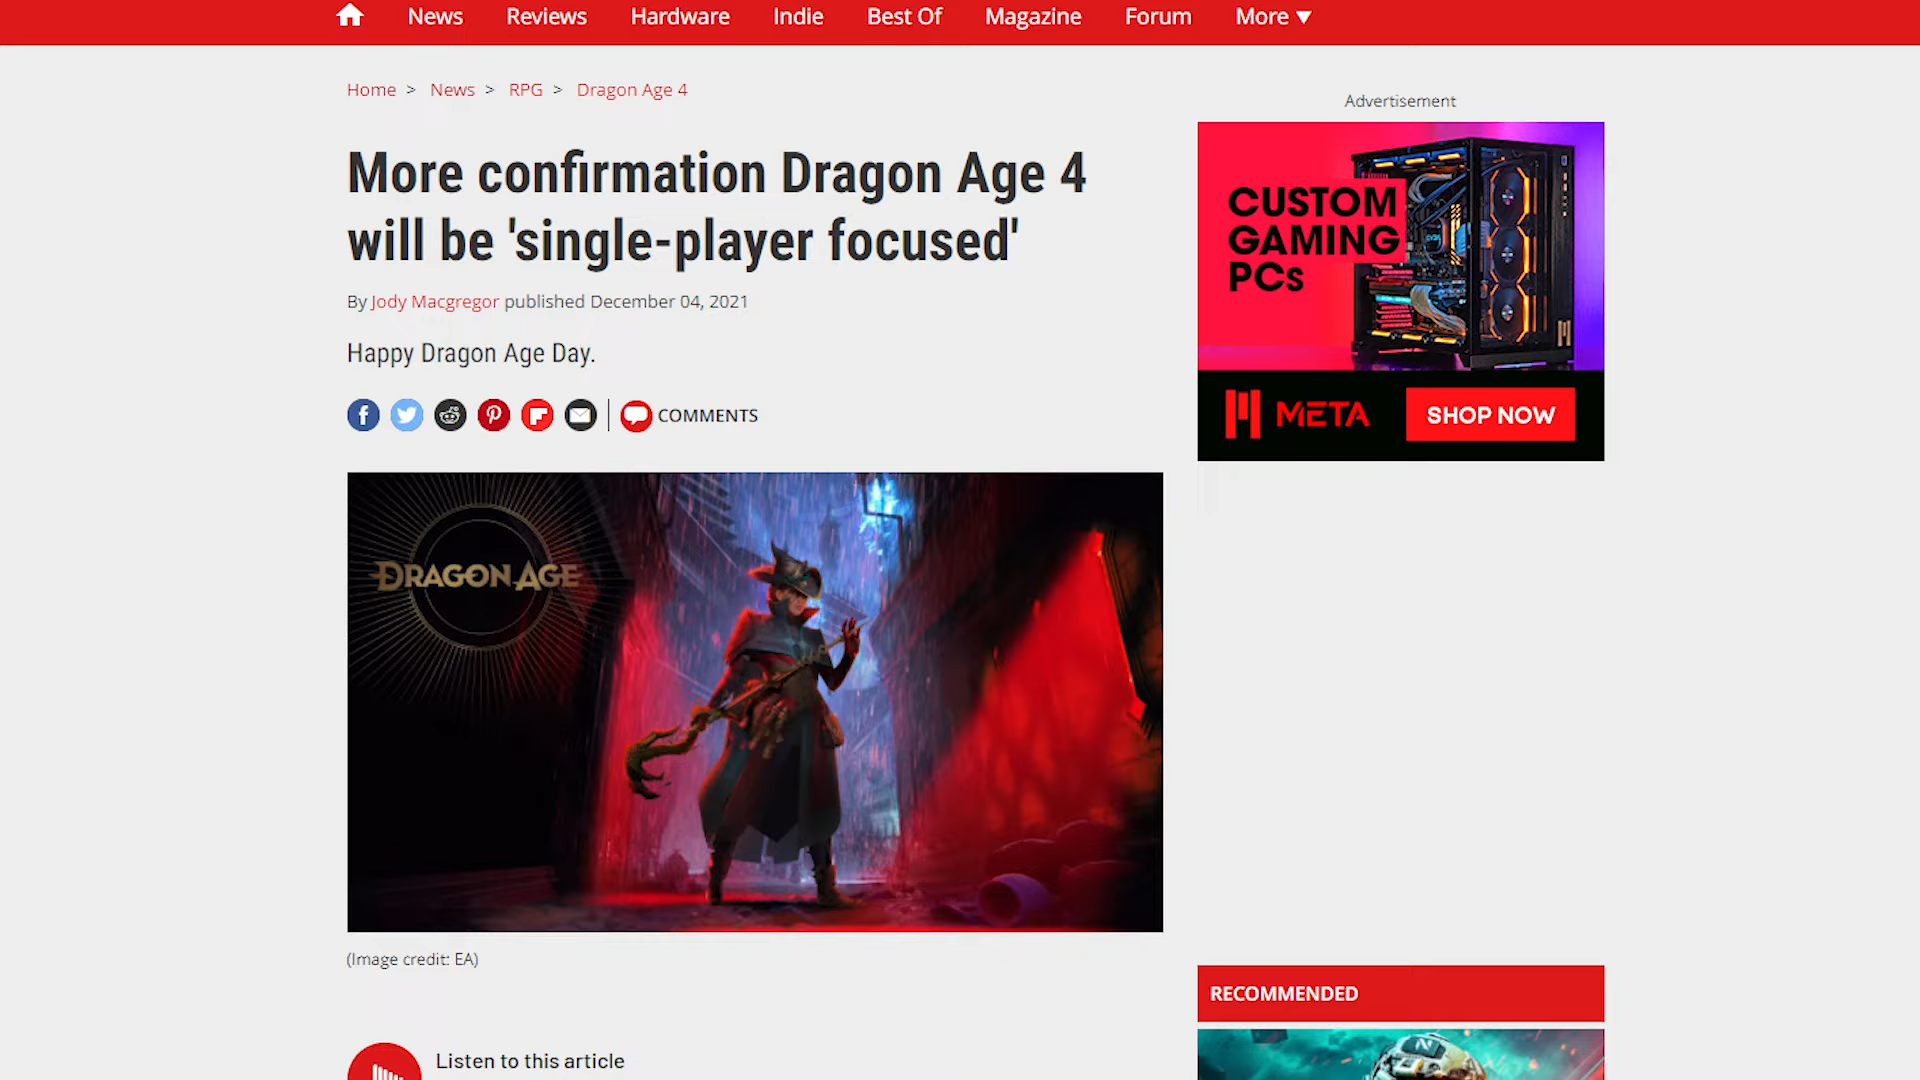 News Reviews Hardware Indie Best Of Magazine Forum More ▼
Home > News > RPG > Dragon Age 4
More confirmation Dragon Age 4
will be 'single-player focused'
By Jody Macgregor published December 04, 2021
Happy Dragon Age Day.
COMMENTS
DRAGON AGE
(Image credit: EA)
Listen to this article
Advertisement
CUSTOM
GAMING
PCs
META
SHOP NOW
RECOMMENDED